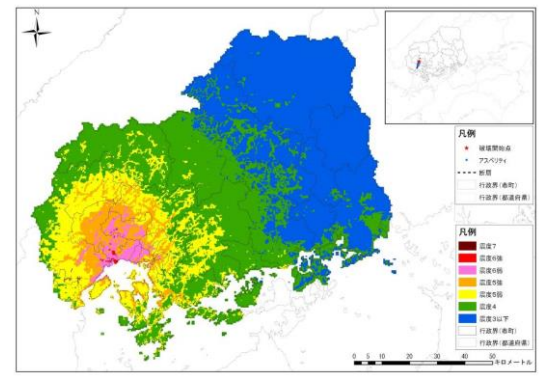 N
凡例
破壊開始点
アスペリティ
断層
行政界(市町)
行政界(都道府県)
凡例
震度7
震度6強
震度6弱
震度5強
震度5弱
震度4
震度3以下
行政界(市町)
行政界(都道府県)
0 5 10 20 30 40 50
キロメートル